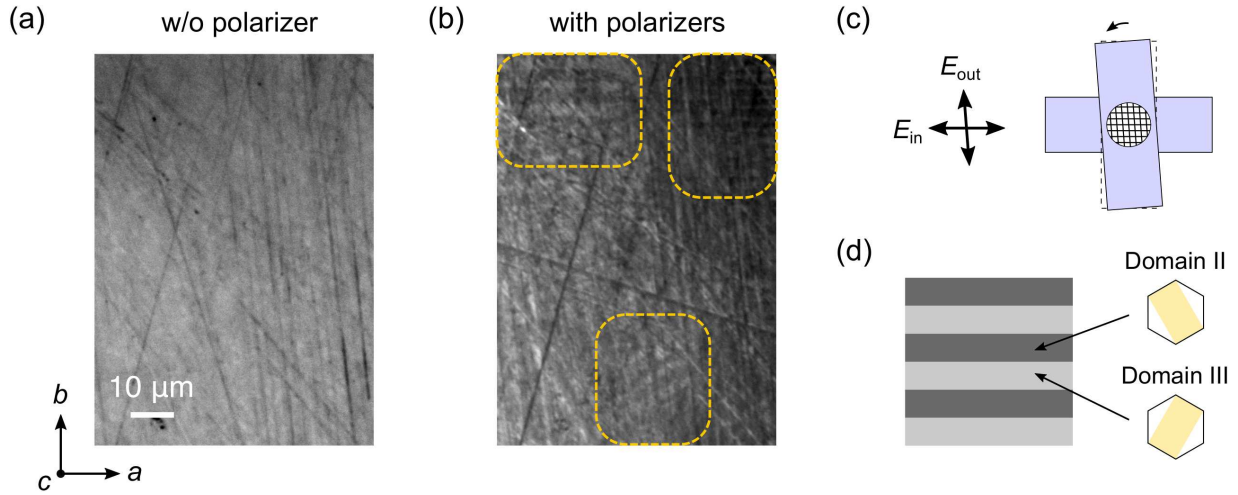 (a)
w/o polarizer
(b)
with polarizers
(c)
E_out
E_in
(d)
Domain II
Domain III
10 µm
b
c
a